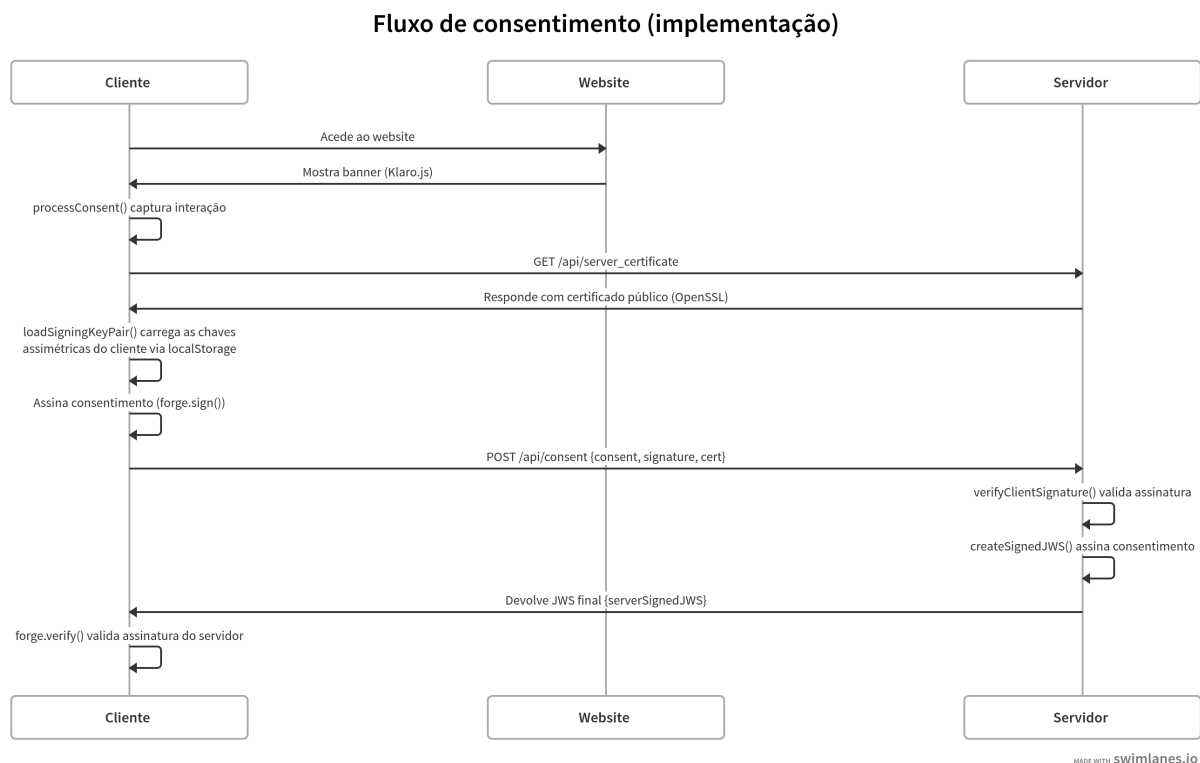 Fluxo de consentimento (implementação)
Cliente
Website
Servidor
Acede ao website
Mostra banner (Klaro.js)
processConsent() captura interação
GET /api/server_certificate
Responde com certificado público (OpenSSL)
loadSigningKeyPair() carrega as chaves
assimétricas do cliente via localStorage
Assina consentimento (forge.sign())
POST /api/consent {consent, signature, cert}
verifyClientSignature() valida assinatura
createSignedJWS() assina consentimento
Devolve JWS final {serverSignedJWS}
forge.verify() valida assinatura do servidor
Cliente
Website
Servidor
MADE WITH swimlanes.io